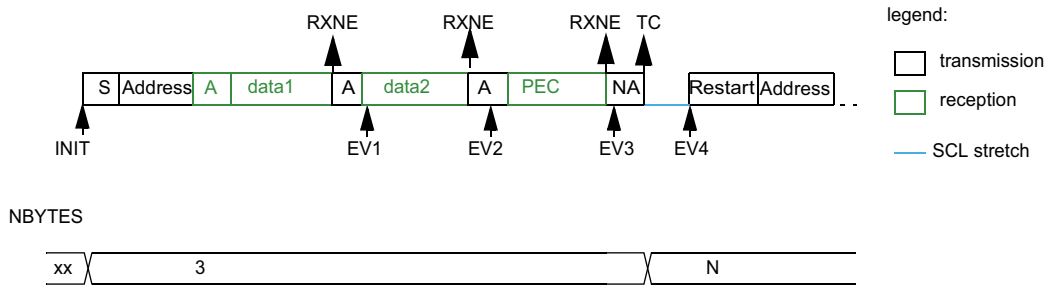 legend:
RXNE RXNE RXNE TC
transmission
S Address A data1 A data2 A PEC NA Restart Address
reception
INIT EV1 EV2 EV3 EV4
SCL stretch
NBYTES
xx 3 N